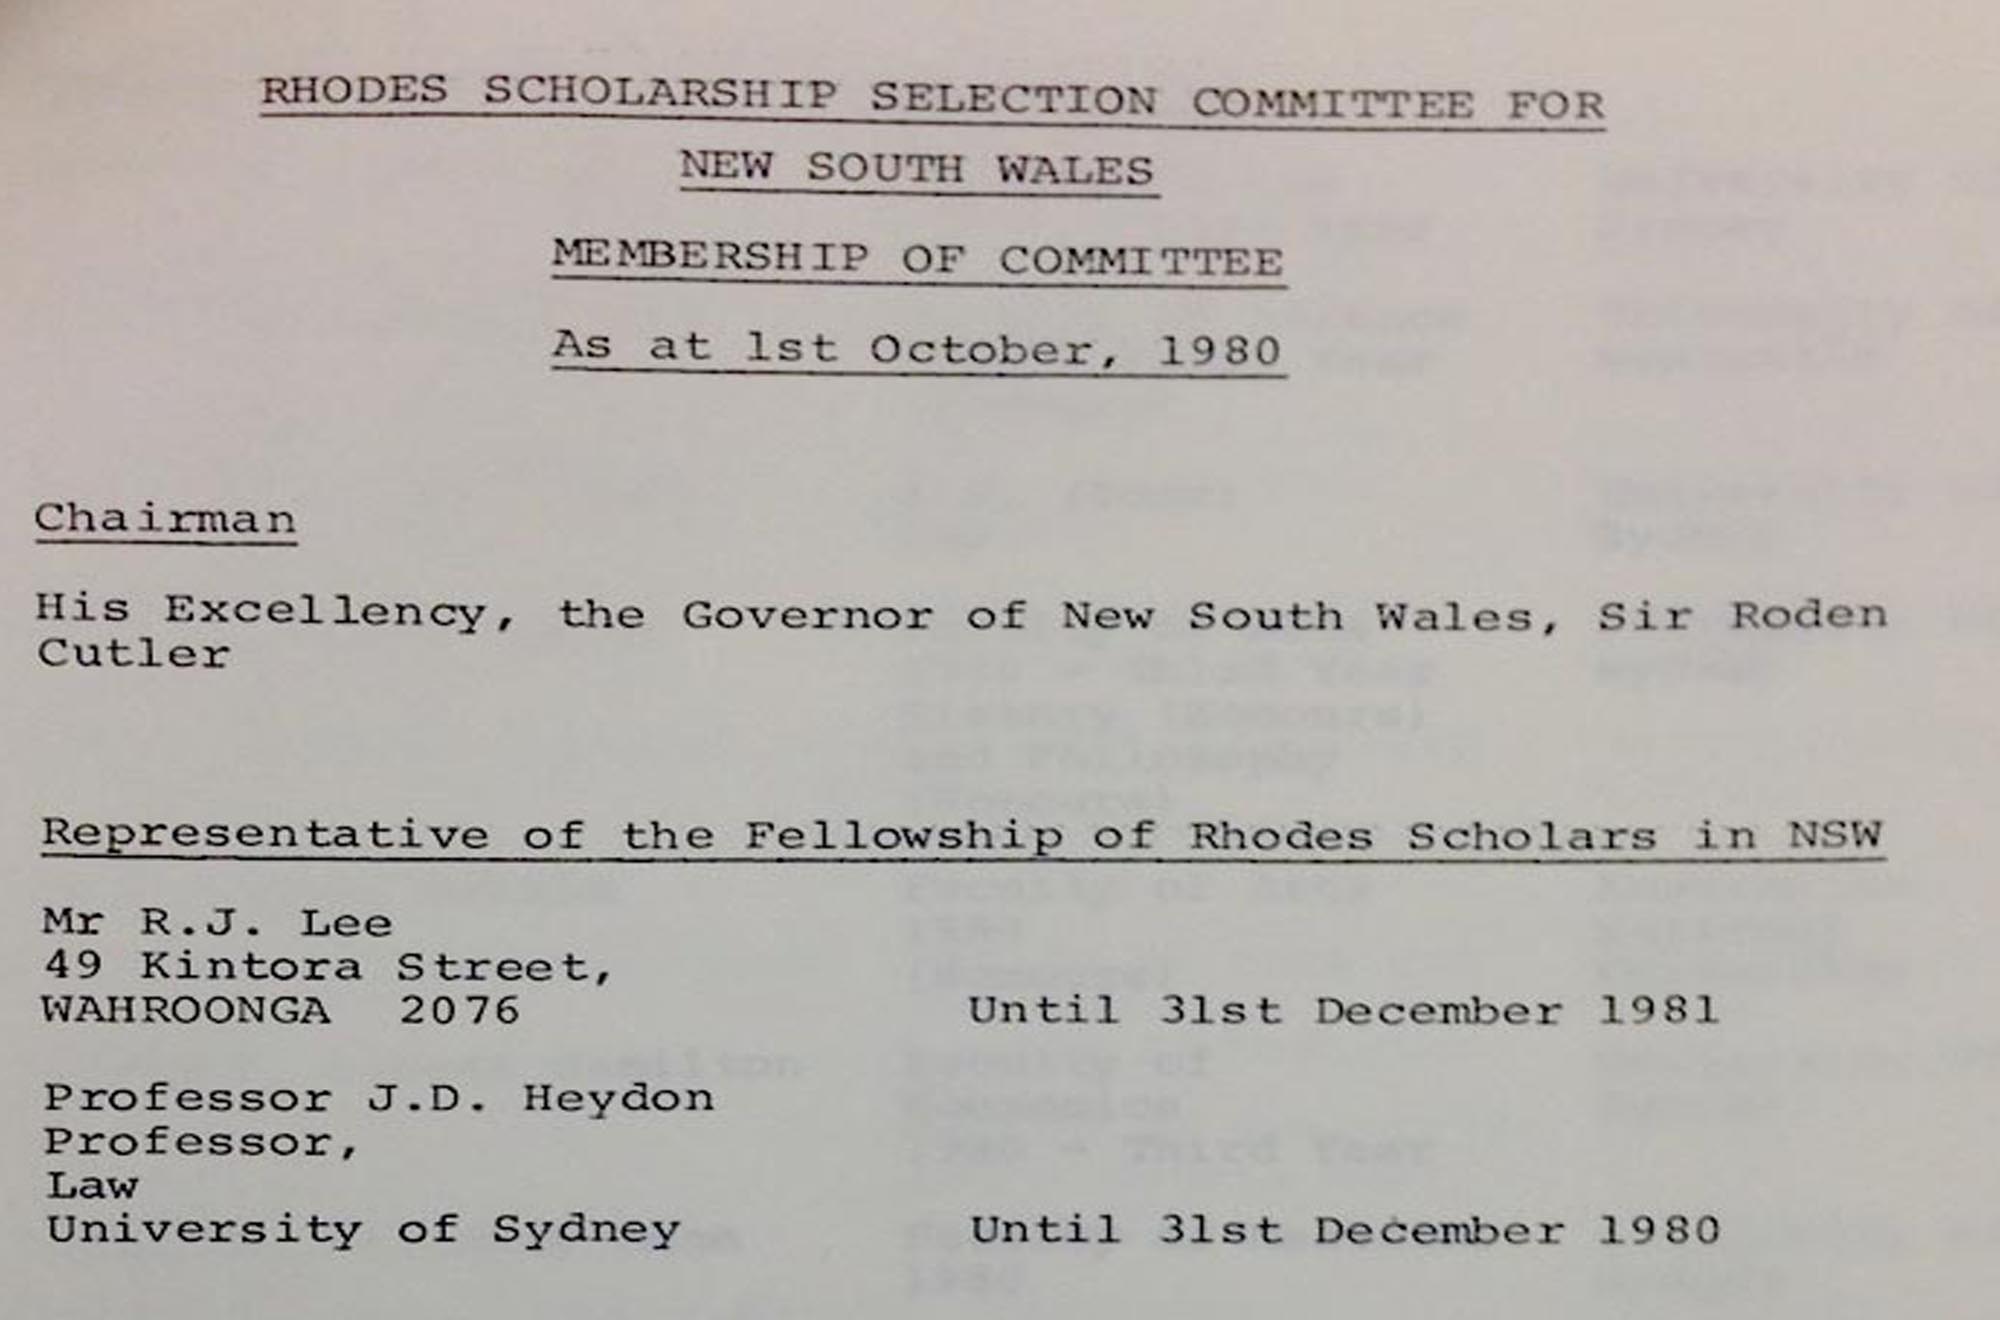 RHODES SCHOLARSHIP SELECTION COMMITTEE FOR
NEW SOUTH WALES
MEMBERSHIP OF COMMITTEE
As at 1st October, 1980
Chairman
His Excellency, the Governor of New South Wales, Sir Roden
Cutler
Representative of the Fellowship of Rhodes Scholars in NSW
Mr R.J. Lee
49 Kintora Street,
WAHROONGA 2076 Until 31st December 1981
Professor J.D. Heydon
Professor,
Law
University of Sydney Until 31st December 1980